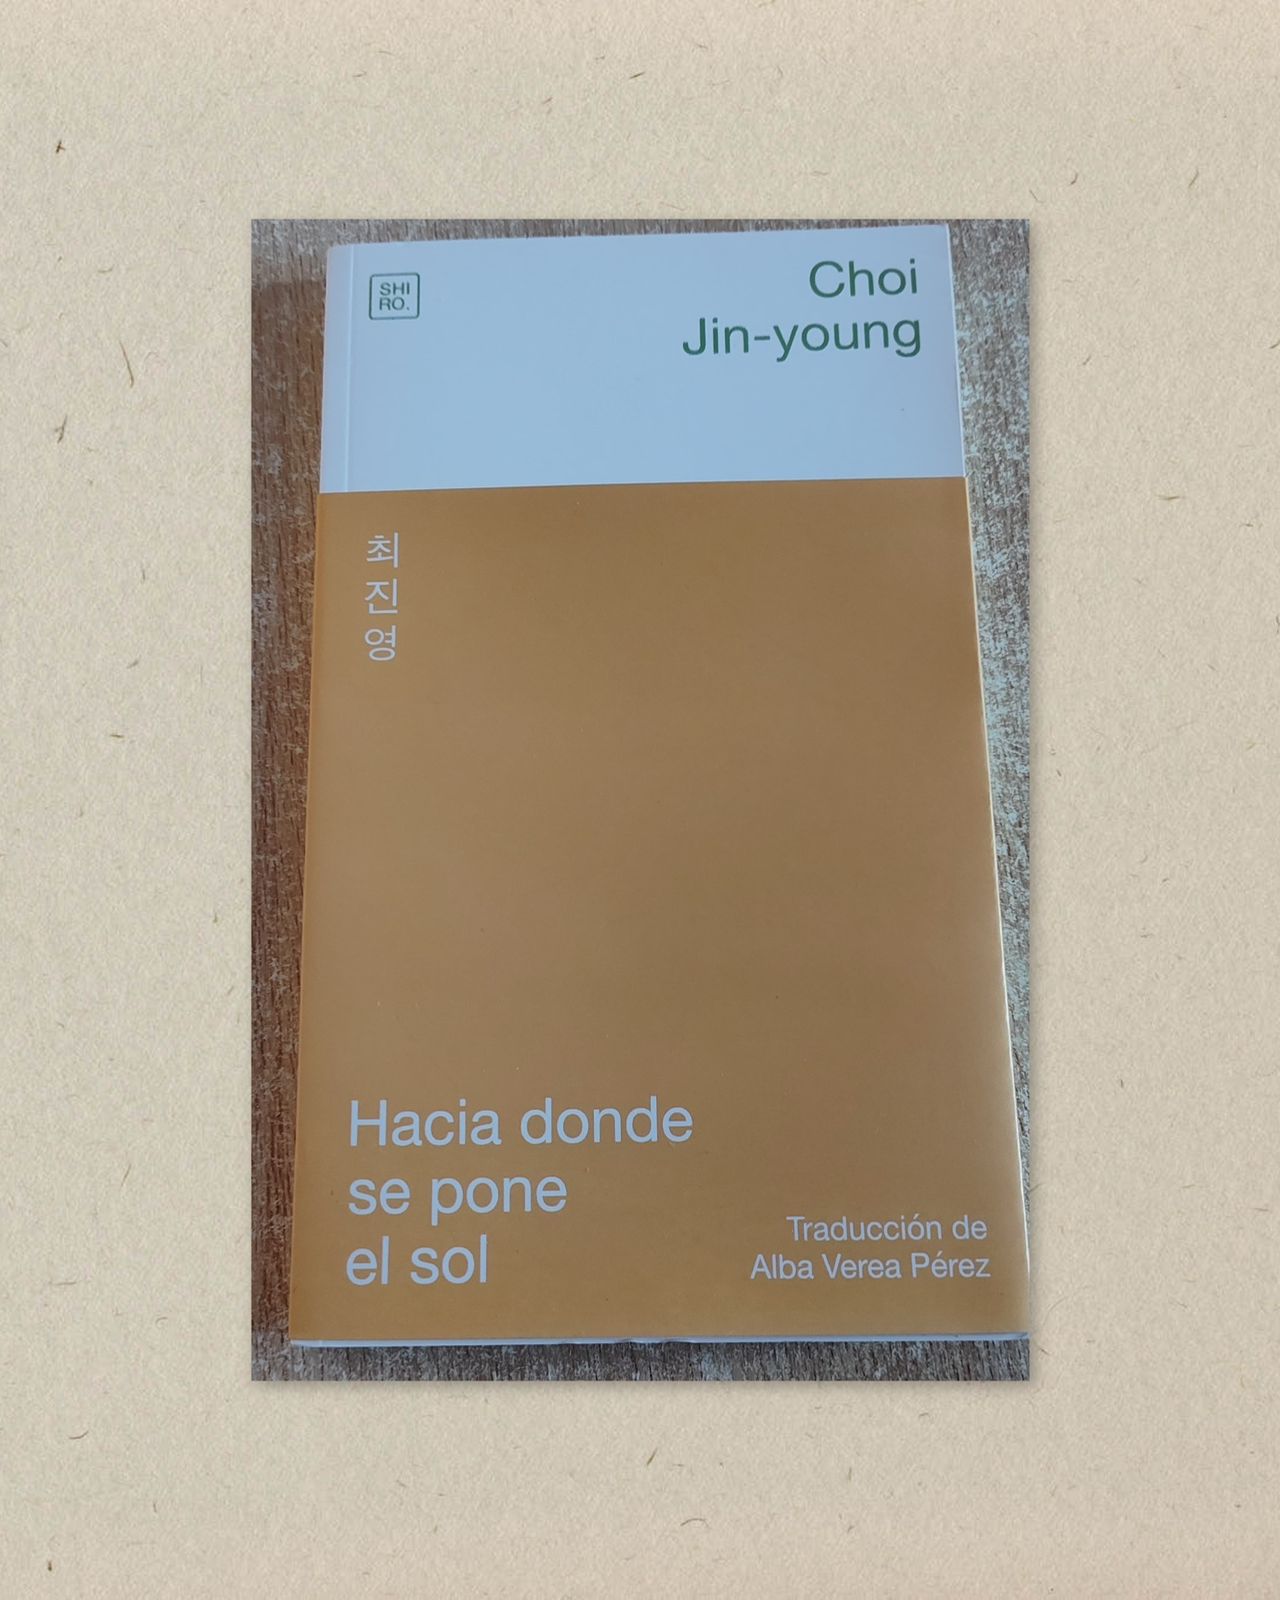 SHI
RO.
Choi
Jin-young
최
진
영
Hacia donde
se pone
el sol
Traducción de
Alba Verea Pérez